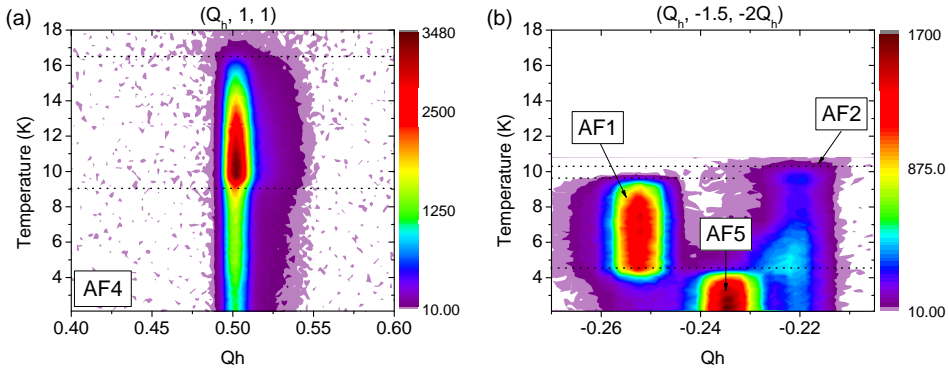 (a)
(Q_h, 1, 1)
18
16
14
12
10
8
6
4
Temperature (K)
AF4
0.40
0.45
0.50
0.55
0.60
Qh
3480
2500
1250
10.00
(b)
(Q_h, -1.5, -2Q_h)
18
16
14
12
10
8
6
4
Temperature (K)
AF1
AF2
AF5
-0.26
-0.24
-0.22
Qh
1700
875.0
10.00